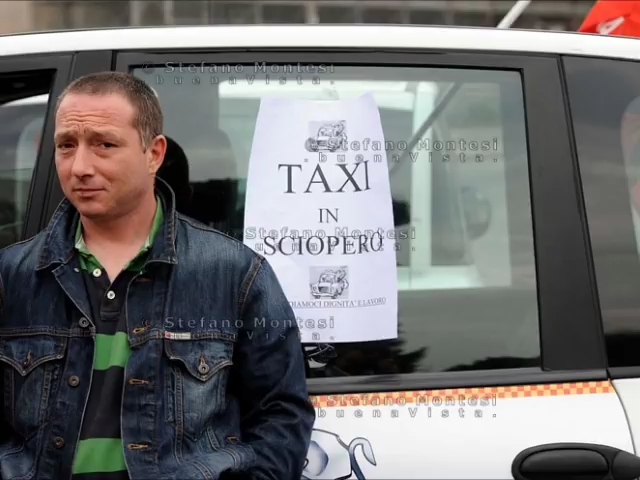 © Stefano Montesi
buenaVista.
© Stefano Montesi
.buenaVista.
TAXI
IN
© Stefano Montesi
SCIOPERO
buenaVista.
DIAMOCI DIGNITA' E LAVORO
© Stefano Montesi
buenaVista.
© Stefano Montesi
buenaVista.